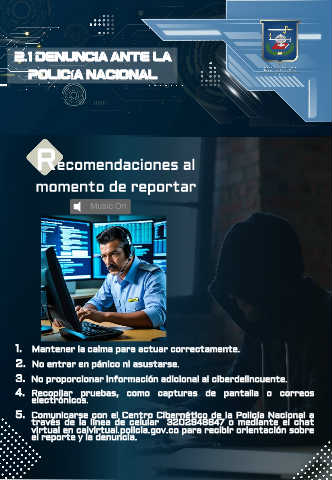 2.1 DENUNCIA ANTE LA
POLICÍA NACIONAL
Recomendaciones al
momento de reportar
Music On
1. Mantener la calma para actuar correctamente.
2. No entrar en pánico ni asustarse.
3. No proporcionar información adicional al ciberdelincuente.
4. Recopilar pruebas, como capturas de pantalla o correos
electrónicos.
5. Comunicarse con el Centro Cibernético de la Policía Nacional a
través de la línea de celular 3202948647 o mediante el chat
virtual en caivirtual.policia.gov.co para recibir orientación sobre
el reporte y la denuncia.